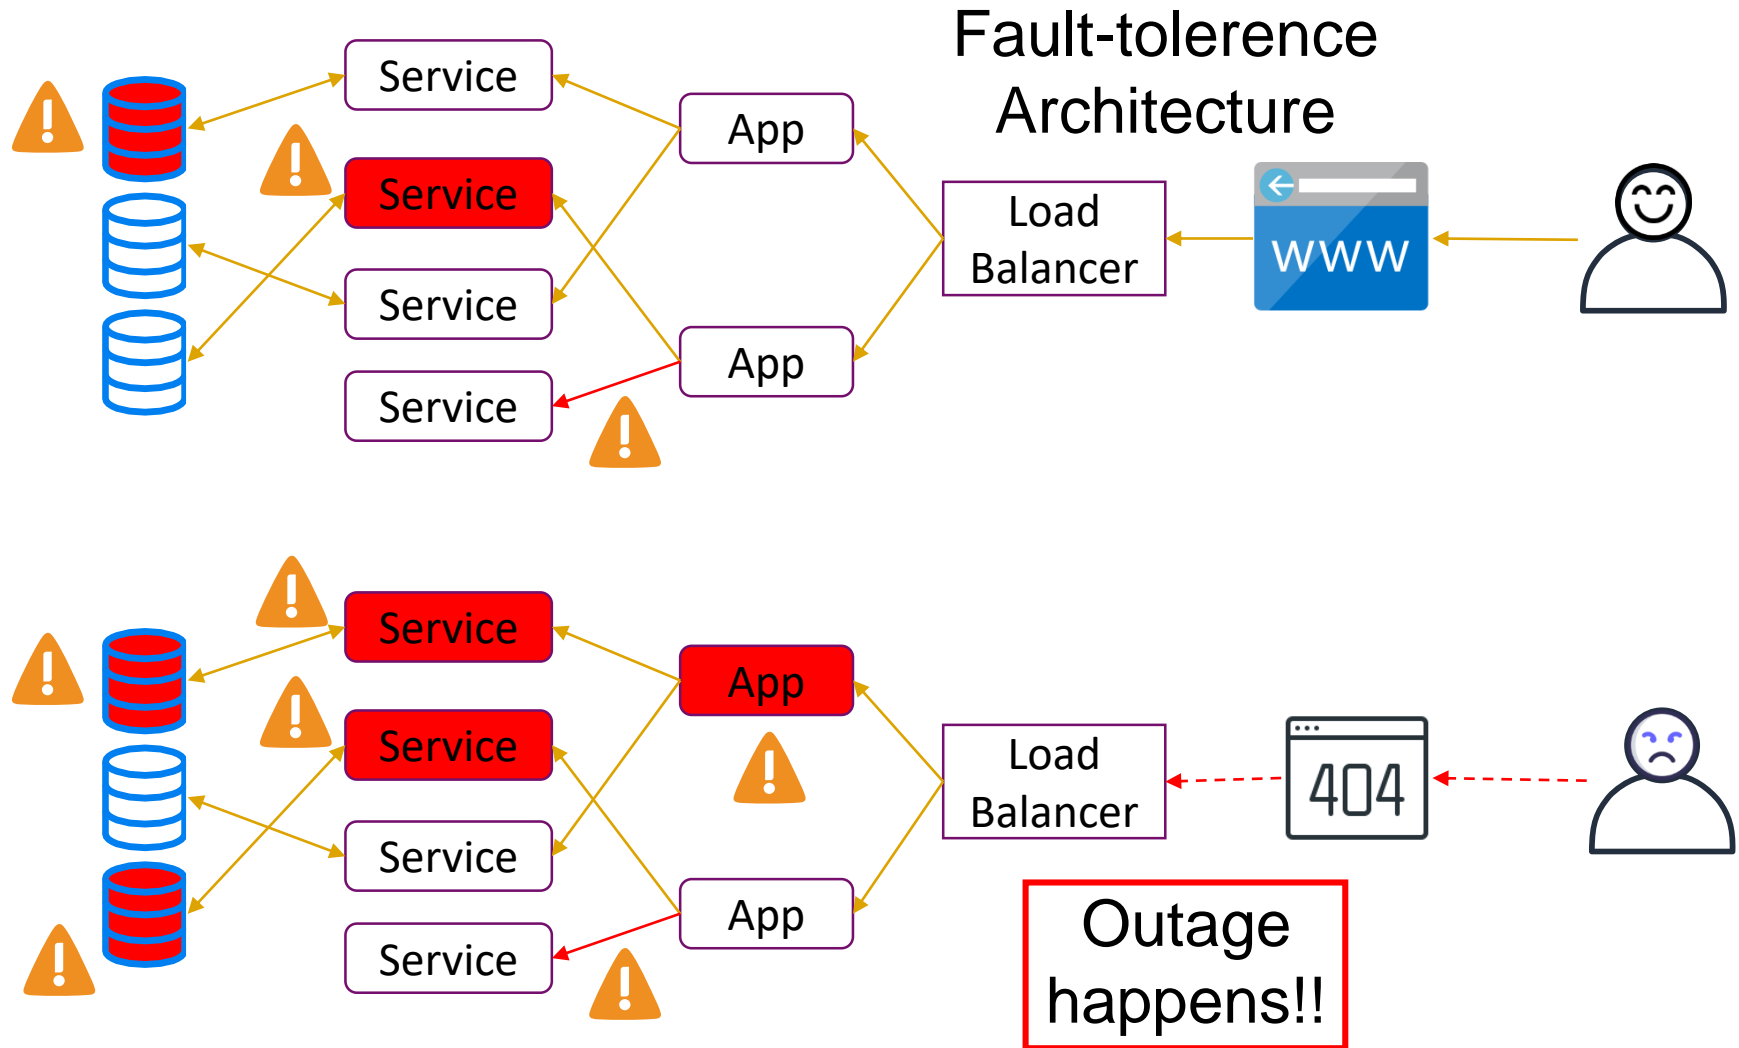 Fault-tolerence
Architecture
Service
App
Service
Load
Balancer
www
Service
App
Service
Service
App
Service
Load
Balancer
404
Service
App
Service
Outage
happens!!